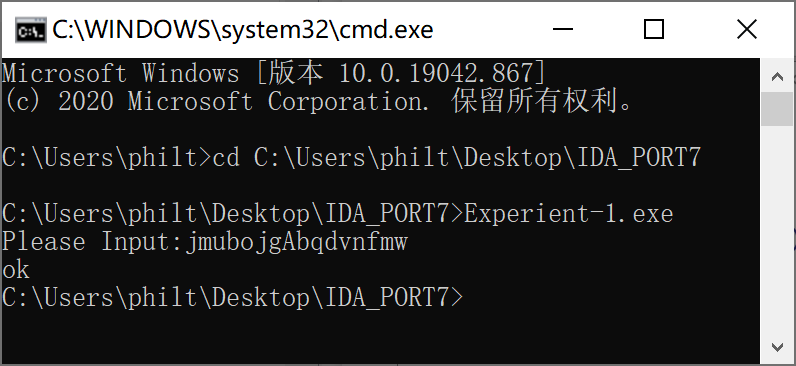 C:\WINDOWS\system32\cmd.exe
Microsoft Windows [版本 10.0.19042.867]
(c) 2020 Microsoft Corporation. 保留所有权利。
C:\Users\philt>cd C:\Users\philt\Desktop\IDA_PORT7
C:\Users\philt\Desktop\IDA_PORT7>Experient-1.exe
Please Input:jmubojgAbqdvnfmw
ok
C:\Users\philt\Desktop\IDA_PORT7>